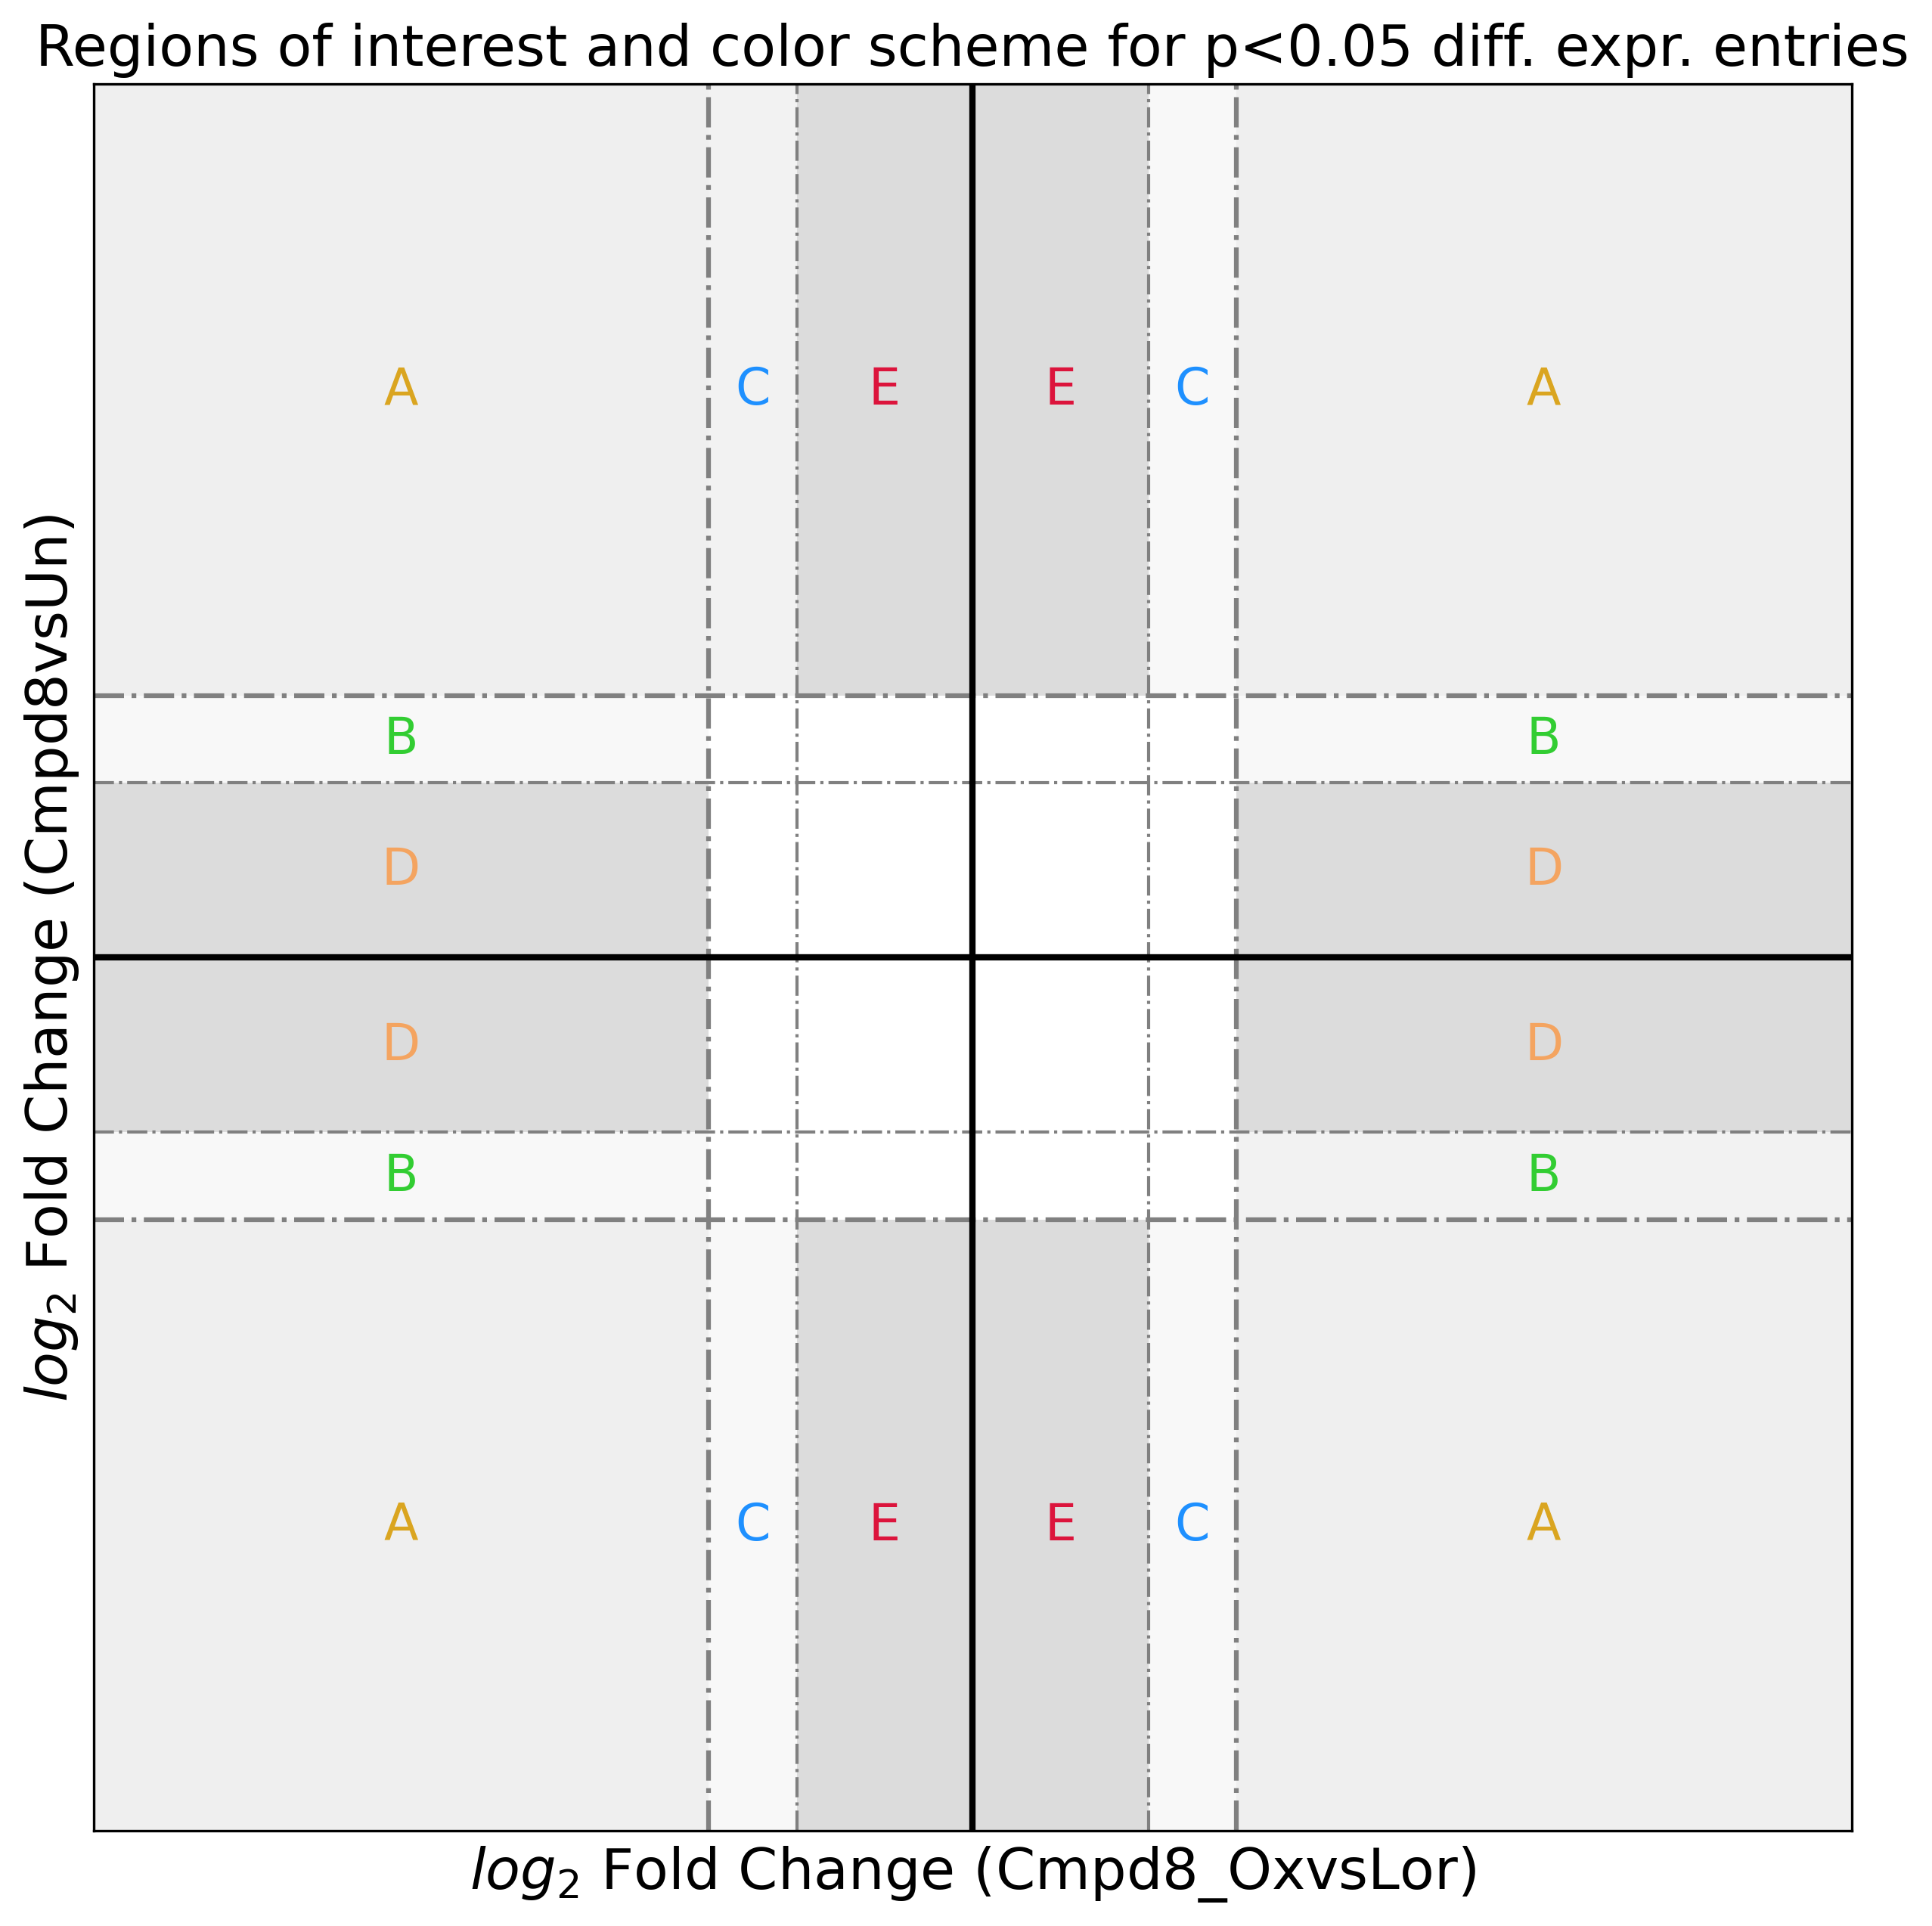 Regions of interest and color scheme for p<0.05 diff. expr. entries
log₂ Fold Change (Cmpd8vsUn)
A C E E C A
B B
D D
D D
B B
A C E E C A
log₂ Fold Change (Cmpd8_OxvsLor)